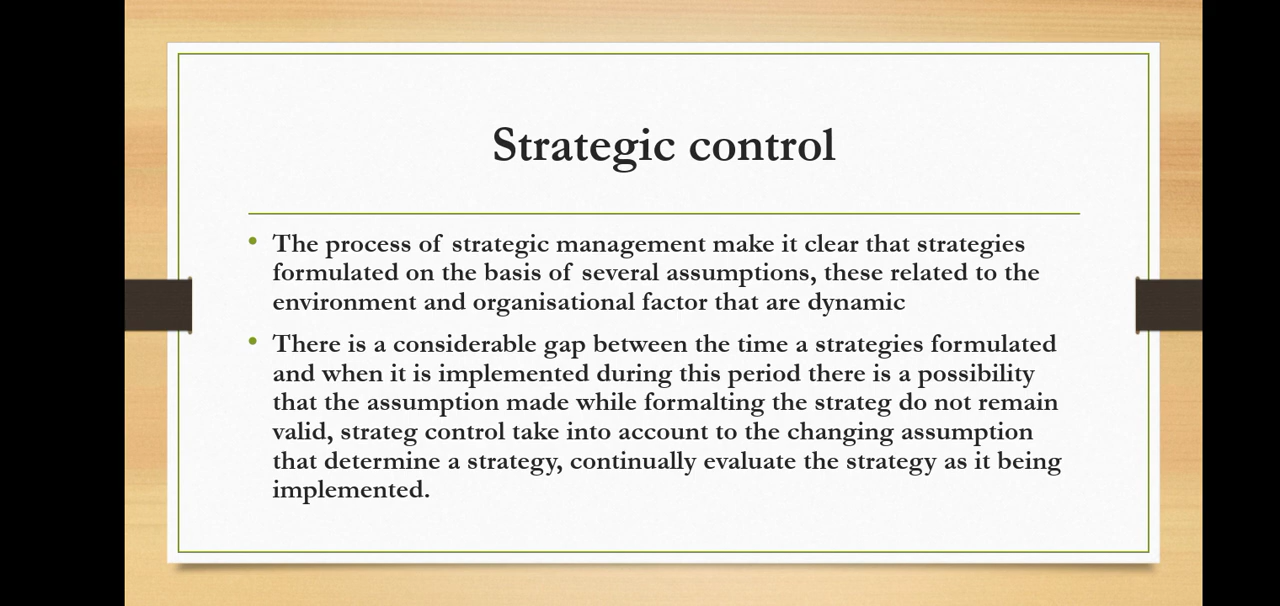 Strategic control
• The process of strategic management make it clear that strategies
formulated on the basis of several assumptions, these related to the
environment and organisational factor that are dynamic
• There is a considerable gap between the time a strategies formulated
and when it is implemented during this period there is a possibility
that the assumption made while formalting the strateg do not remain
valid, strateg control take into account to the changing assumption
that determine a strategy, continually evaluate the strategy as it being
implemented.